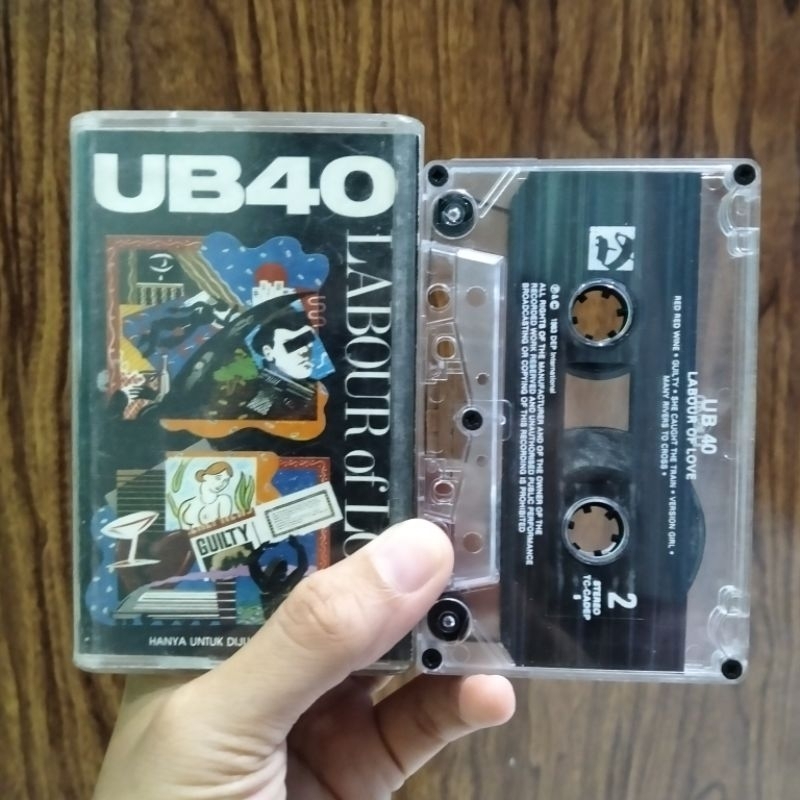 UB40
LABOUR of LO
GUILTY
HANYA UNTUK DIJU
UB 40
LABOUR OF LOVE
RED RED WINE • GUILTY • SHE CAUGHT THE TRAIN • VERSION GIRL •
MANY RIVERS TO CROSS •
2
STEREO
TC-CADEP
5
℗ & © 1983 DEP International
ALL RIGHTS OF THE MANUFACTURER AND OF THE OWNER OF THE
RECORDED WORK RESERVED AND UNAUTHORISED PUBLIC PERFORMANCE
BROADCASTING OR COPYING OF THIS RECORDING IS PROHIBITED